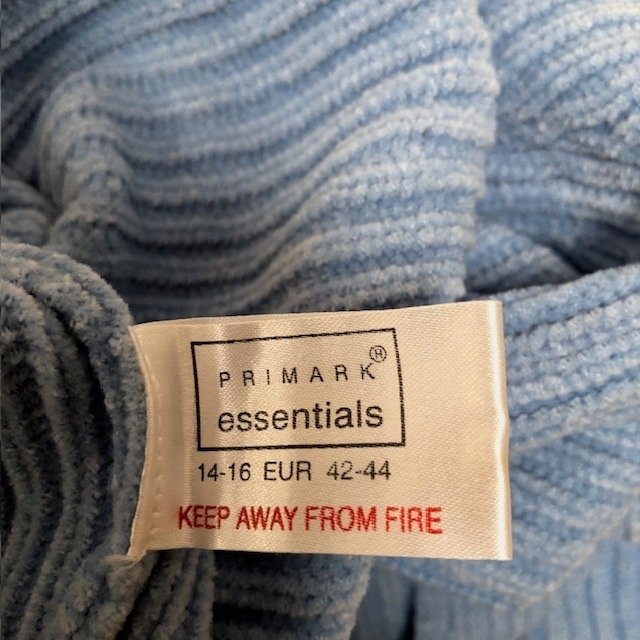 PRIMARK®
essentials
14-16 EUR 42-44
KEEP AWAY FROM FIRE